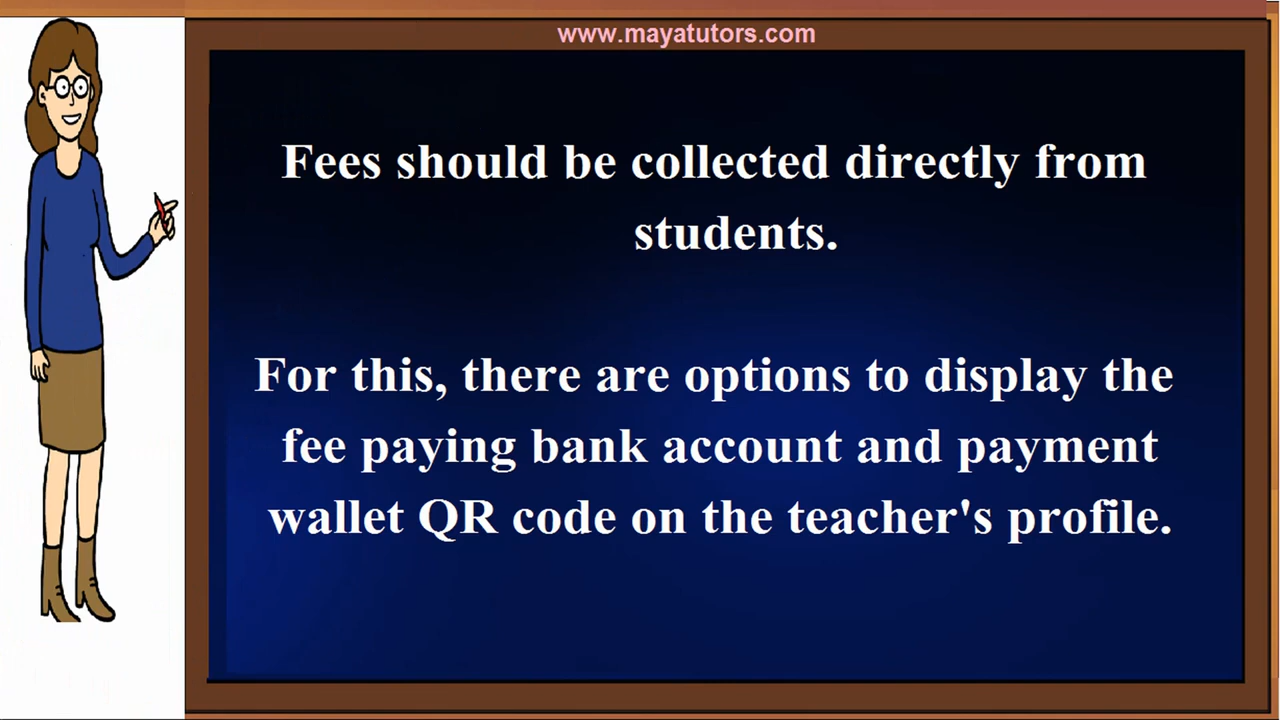 www.mayatutors.com
Fees should be collected directly from
students.
For this, there are options to display the
fee paying bank account and payment
wallet QR code on the teacher's profile.